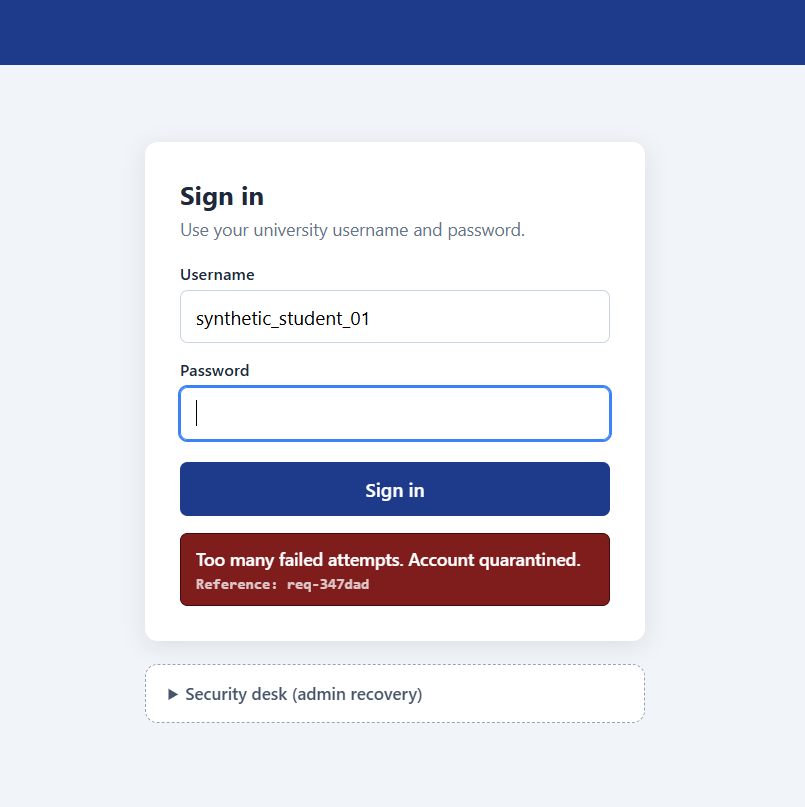 Sign in
Use your university username and password.
Username
synthetic_student_01
Password
Sign in
Too many failed attempts. Account quarantined.
Reference: req-347dad
Security desk (admin recovery)